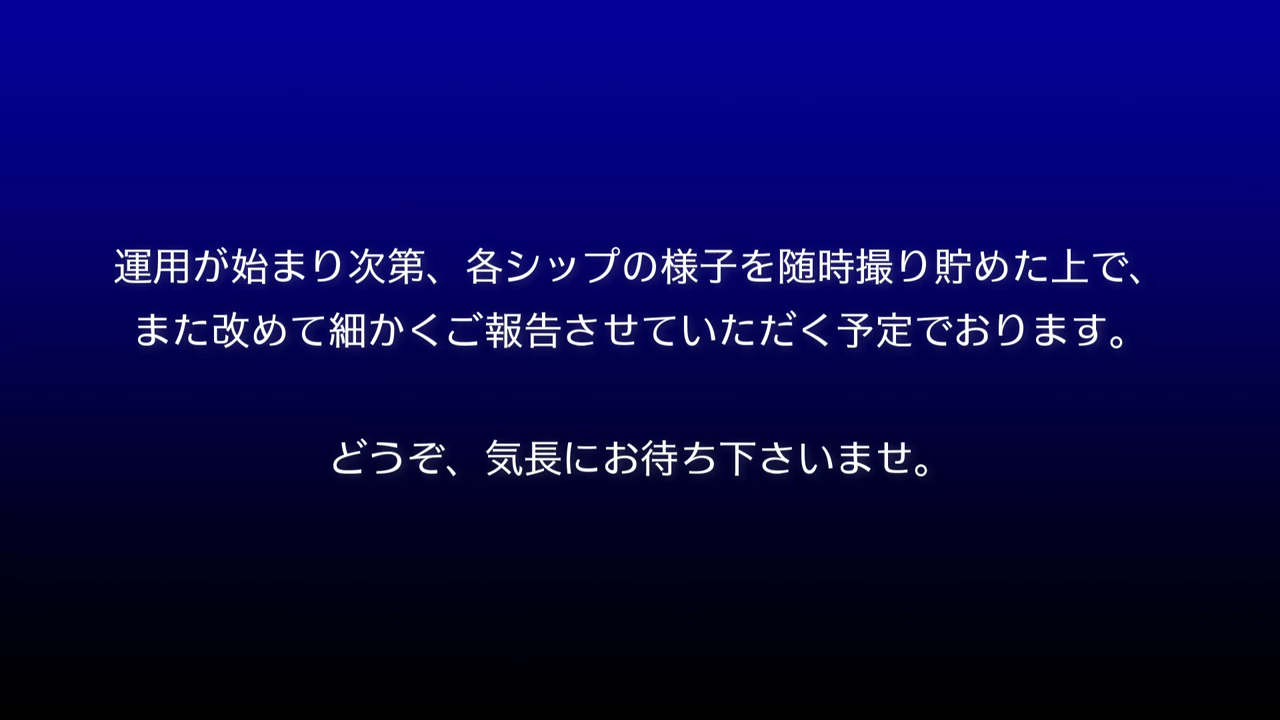 運用が始まり次第、各シップの様子を随時撮り貯めた上で、
また改めて細かくご報告させていただく予定でおります。
どうぞ、気長にお待ち下さいませ。